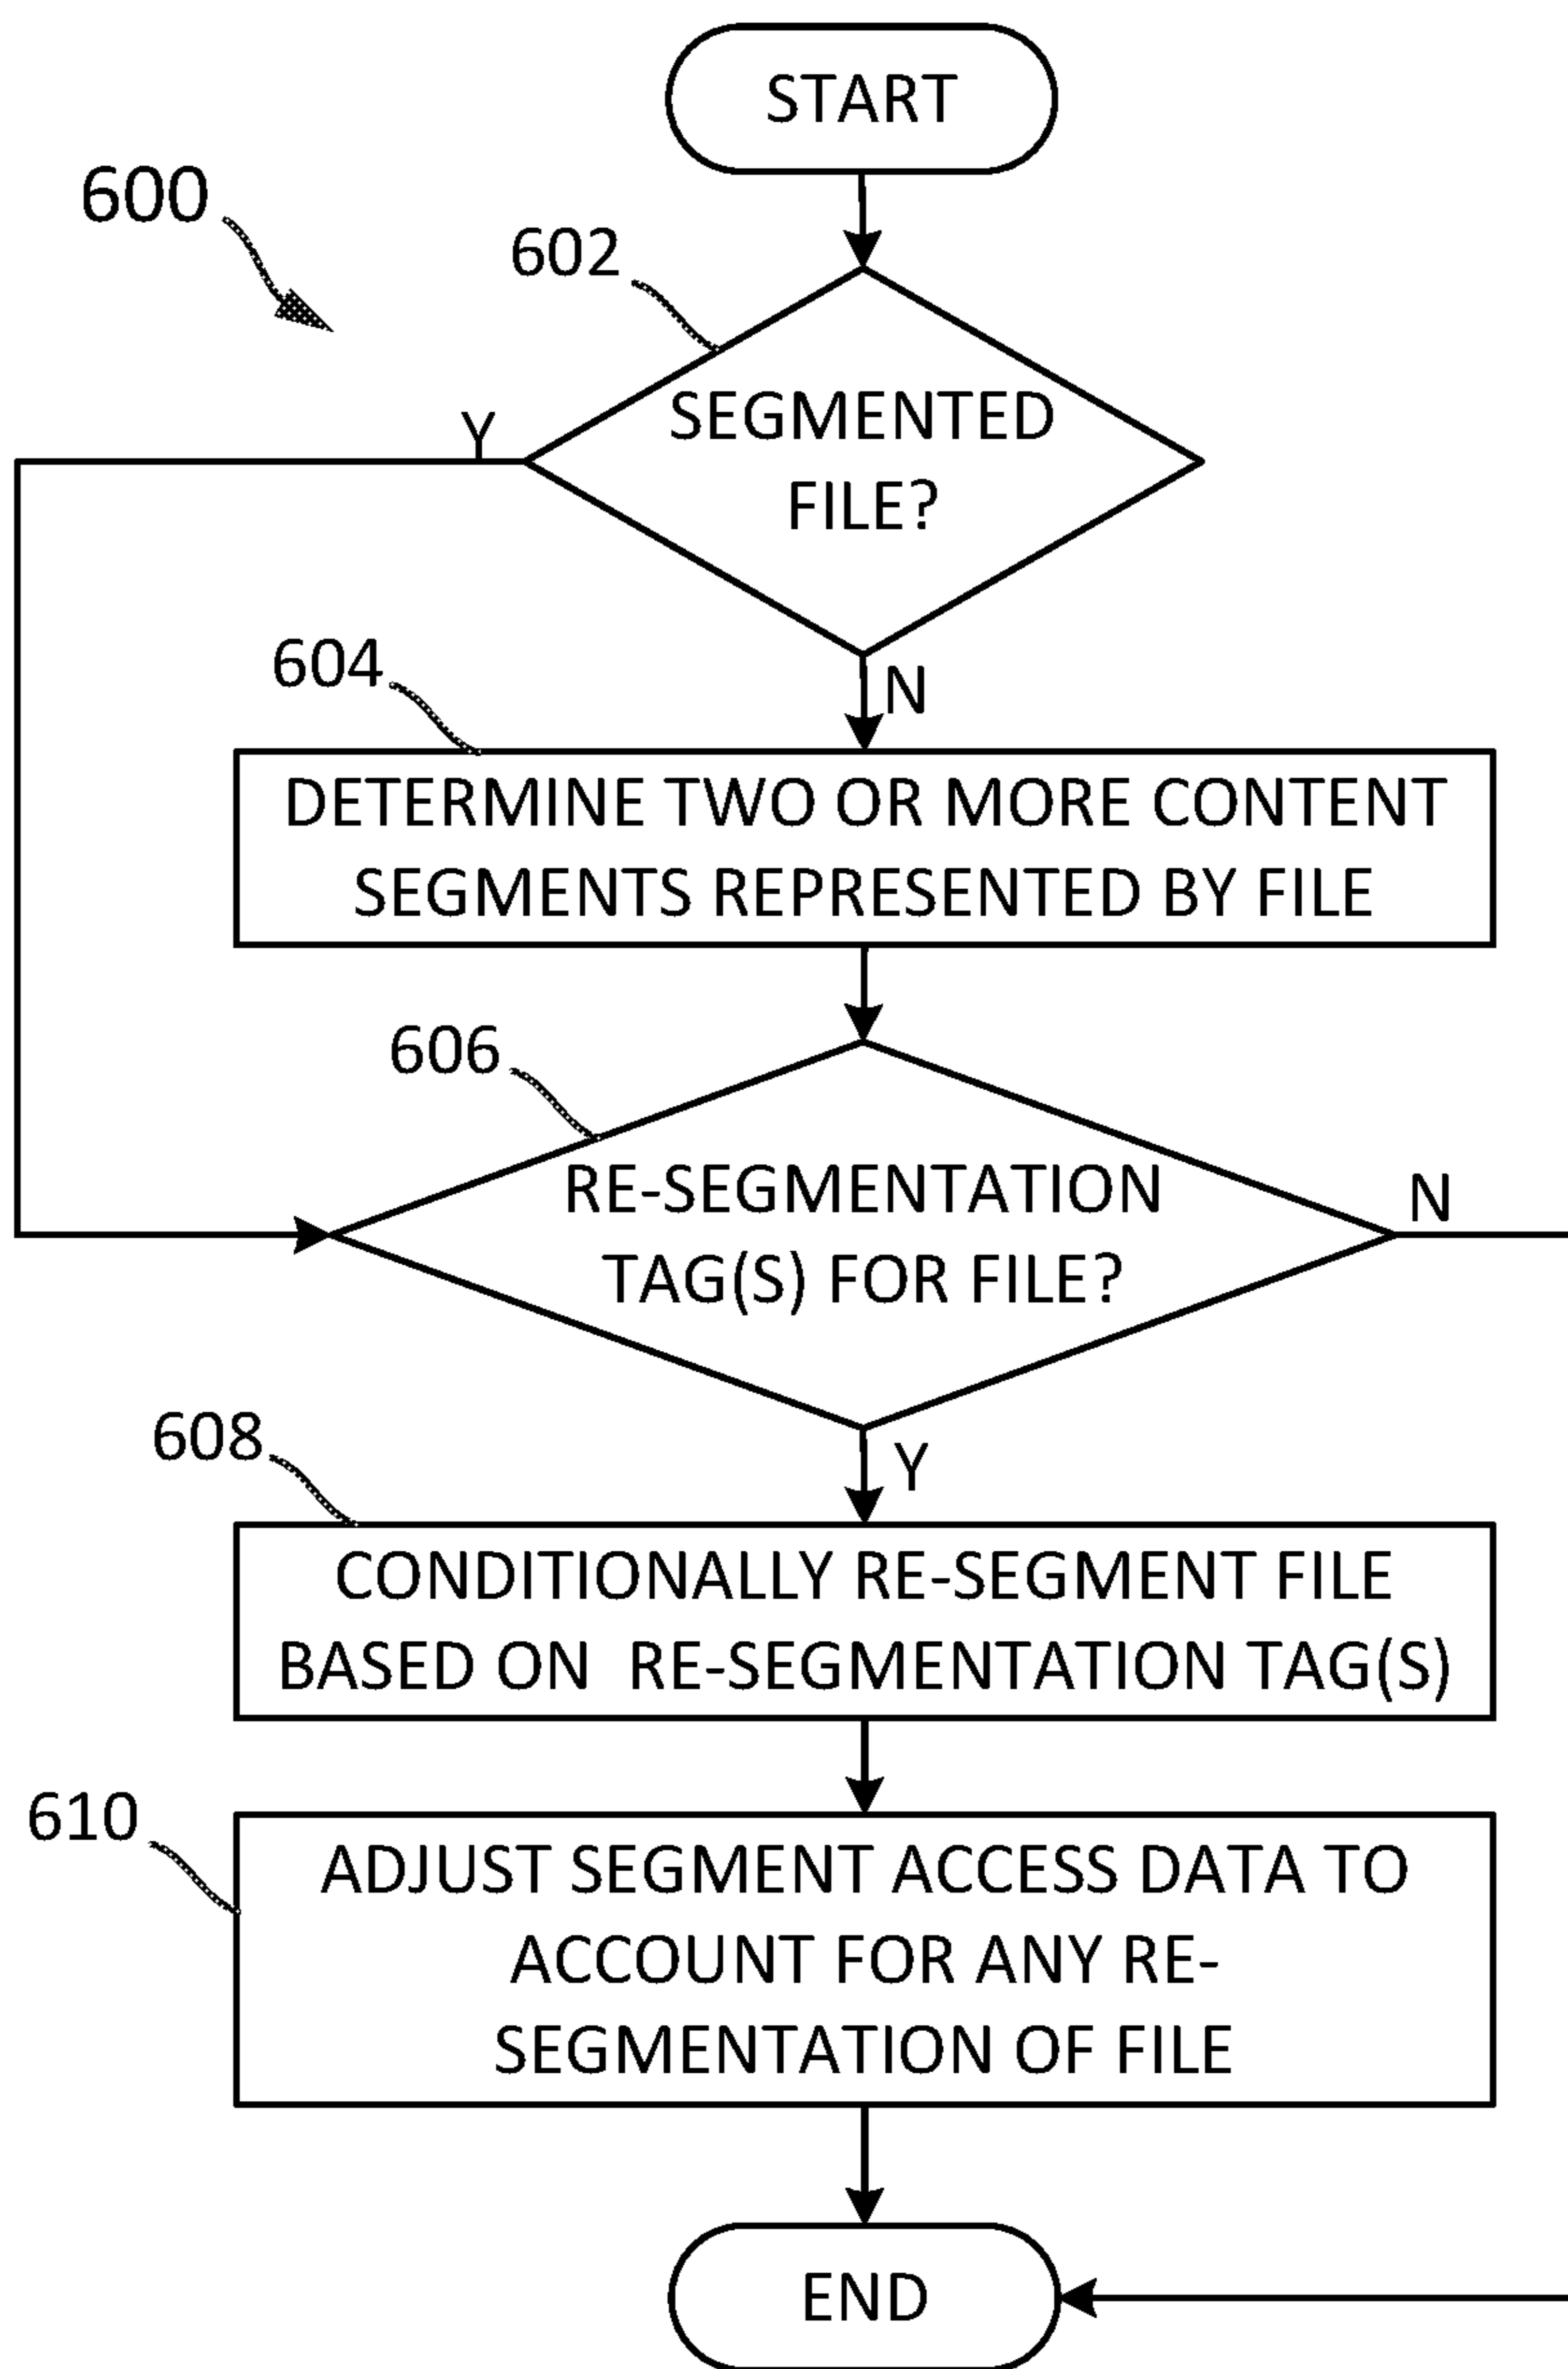 START
600
602
SEGMENTED
FILE?
Y
N
604
DETERMINE TWO OR MORE CONTENT
SEGMENTS REPRESENTED BY FILE
606
RE-SEGMENTATION
TAG(S) FOR FILE?
N
Y
608
CONDITIONALLY RE-SEGMENT FILE
BASED ON RE-SEGMENTATION TAG(S)
610
ADJUST SEGMENT ACCESS DATA TO
ACCOUNT FOR ANY RE-
SEGMENTATION OF FILE
END